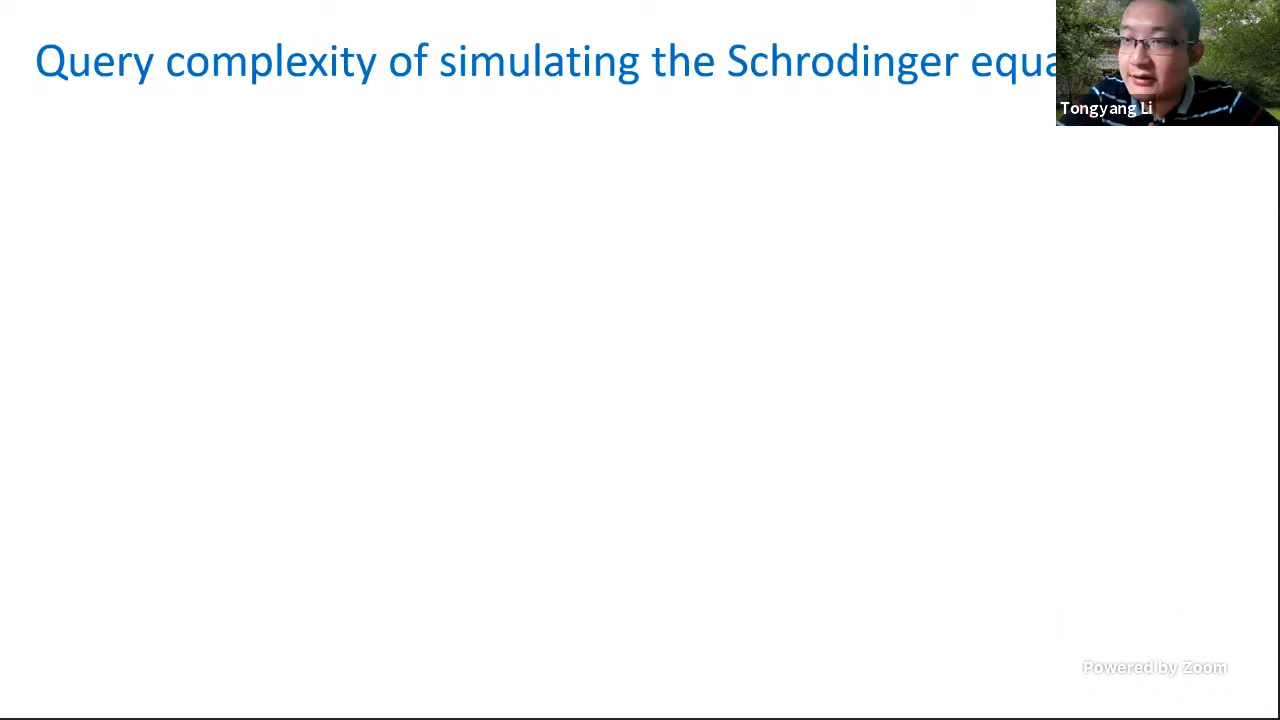 Query complexity of simulating the Schrodinger equa
Tongyang Li
Powered by Zoom